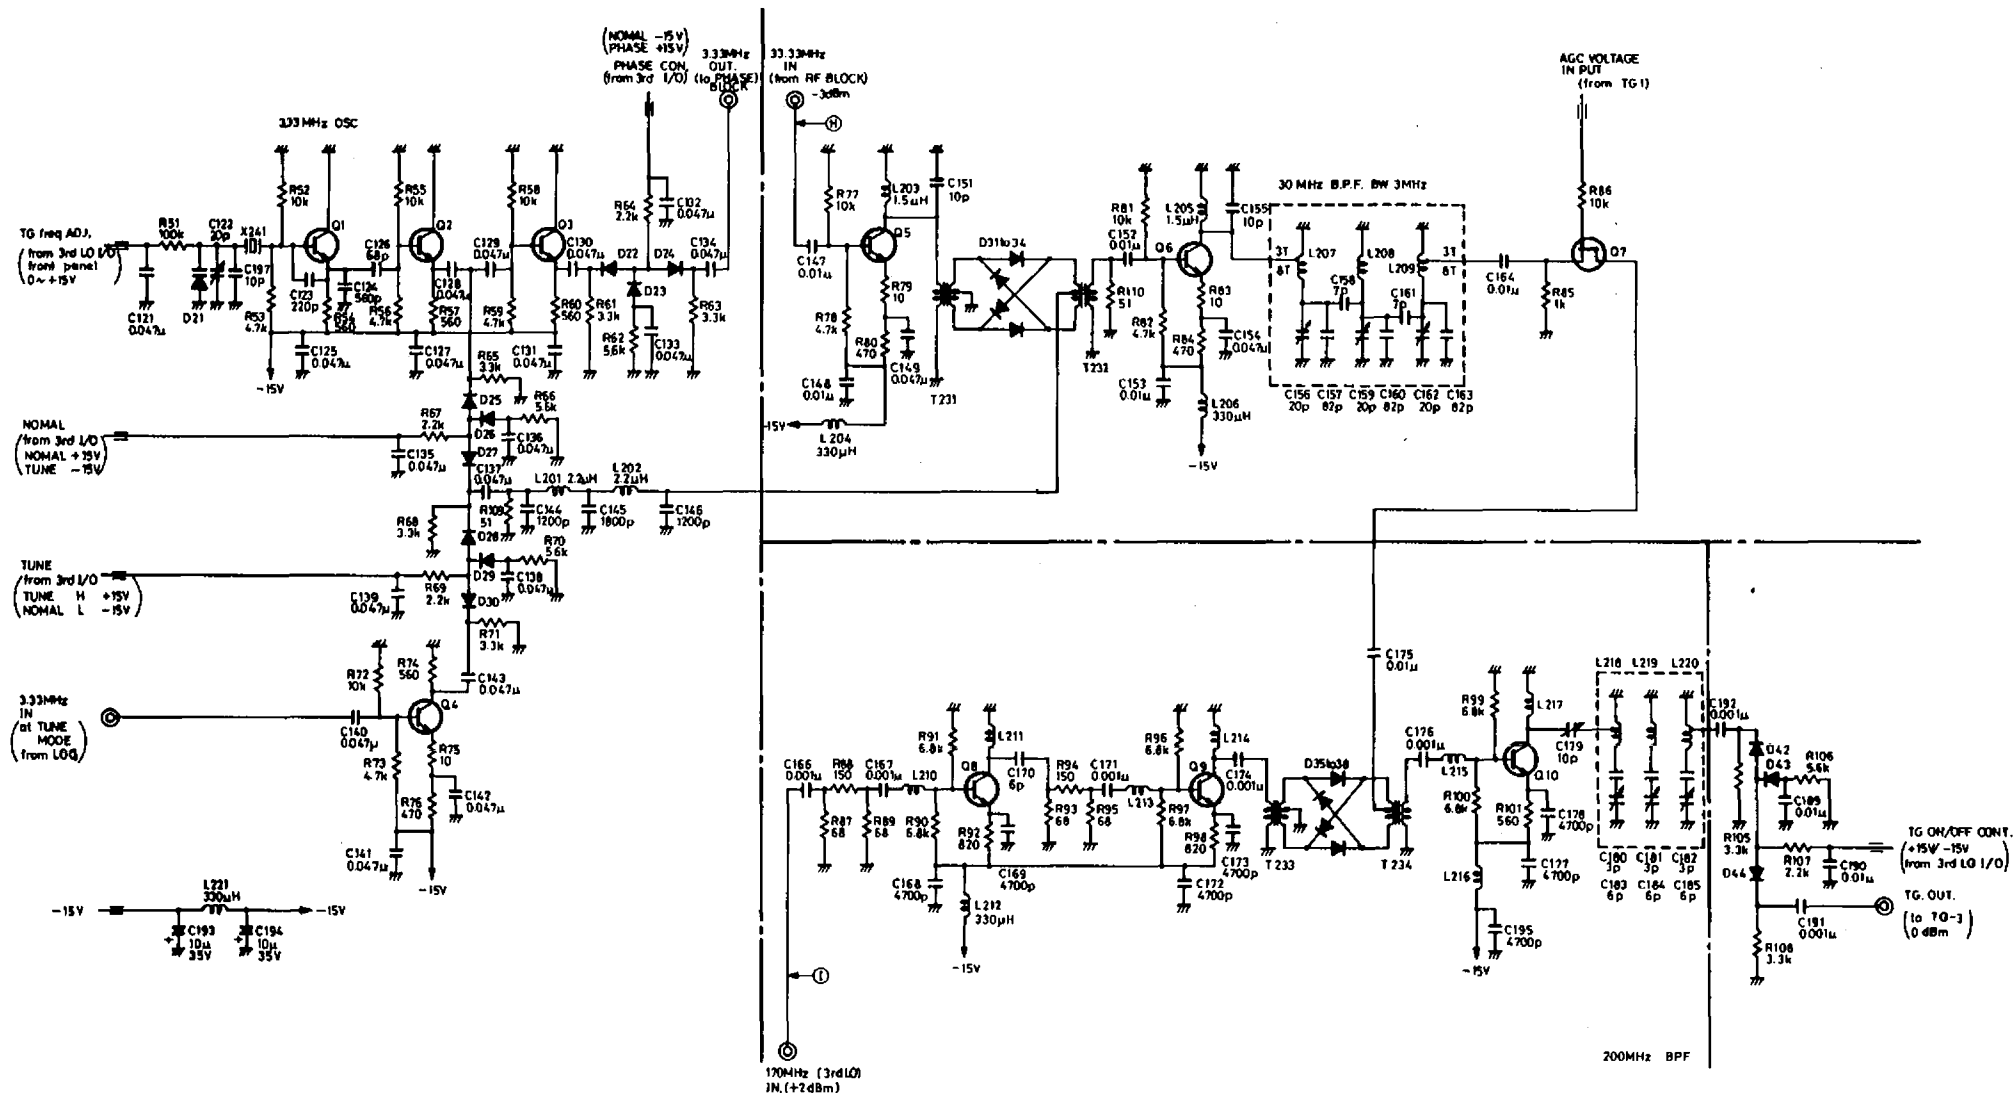 (NOMAL -15V
PHASE +15V)
PHASE CON.
(from 3rd I/O)
3.33MHz
OUT.
(to PHASE)
BLOCK
33.33MHz
IN
(from RF BLOCK)
-3dBm
H
AGC VOLTAGE
IN PUT
(from TG1)
3.33MHz OSC
TG freq ADJ.
(from 3rd LO I/O
front panel
0~+15V)
R51
100k
C122
20p
X241
C197
10p
C121
0.047μ
D21
R52
10k
R53
4.7k
Q1
C123
220p
C124
560p
R54
560
C125
0.047μ
-15V
C126
68p
R55
10k
R56
4.7k
Q2
R57
560
C127
0.047μ
C128
0.047μ
C129
0.047μ
R58
10k
R59
4.7k
Q3
C130
0.047μ
R60
560
C131
0.047μ
R61
3.3k
D22
R64
2.2k
C132
0.047μ
D24
D23
R62
5.6k
C133
0.047μ
C134
0.047μ
R63
3.3k
R65
3.3k
D25
R66
5.6k
D26
C136
0.047μ
D27
R67
2.2k
C135
0.047μ
NOMAL
(from 3rd I/O
NOMAL +15V
TUNE -15V)
C137
0.047μ
L201 2.2μH
L202
2.2μH
R109
51
C144
1200p
C145
1800p
C146
1200p
R68
3.3k
D28
R70
5.6k
D29
C138
0.047μ
D30
R69
2.2k
C139
0.047μ
TUNE
(from 3rd I/O
TUNE H +15V
NOMAL L -15V)
R71
3.3k
C143
0.047μ
R74
560
R72
10k
Q4
3.33MHz
IN
(at TUNE
MODE
from LOG)
C140
0.047μ
R73
4.7k
R75
10
R76
470
C142
0.047μ
C141
0.047μ
-15V
-15V
L221
330μH
-15V
C193
10μ
35V
C194
10μ
35V
R77
10k
C147
0.01μ
Q5
L203
1.5μH
C151
10p
R79
10
R78
4.7k
R80
470
C148
0.01μ
C149
0.047μ
-15V
L204
330μH
T231
D31to34
T232
R110
51
R81
10k
C152
0.01μ
Q6
L205
1.5μH
C155
10p
R83
10
R82
4.7k
R84
470
C154
0.047μ
C153
0.01μ
L206
330μH
-15V
30 MHz B.P.F. BW 3MHz
3T
L207
8T
L208
L209
3T
8T
C158
7p
C161
7p
C156
20p
C157
82p
C159
20p
C160
82p
C162
20p
C163
82p
C164
0.01μ
R85
1k
R86
10k
Q7
C175
0.01μ
C166
0.001μ
R88
150
C167
0.001μ
L210
R87
68
R89
68
R90
6.8k
R91
6.8k
Q8
L211
C170
6p
R92
820
C168
4700p
C169
4700p
L212
330μH
-15V
R94
150
C171
0.001μ
R93
68
R95
68
L213
R96
6.8k
R97
6.8k
Q9
L214
C174
0.001μ
R98
820
C173
4700p
C172
4700p
T233
D35to38
T234
C176
0.001μ
L215
R99
6.8k
R100
6.8k
Q10
L217
C179
10p
R101
560
C178
4700p
C177
4700p
L216
C195
4700p
-15V
L218
L219
L220
C180
3p
C181
3p
C182
3p
C183
6p
C184
6p
C185
6p
200MHz BPF
C192
0.001μ
D42
D43
R106
5.6k
C189
0.01μ
R105
3.3k
R107
2.2k
C190
0.01μ
D44
C191
0.001μ
R108
3.3k
TG ON/OFF CONT.
(+15V -15V
from 3rd LO I/O)
TG. OUT.
(to TG-3
0dBm)
I
170MHz (3rdLO)
IN.(+2dBm)